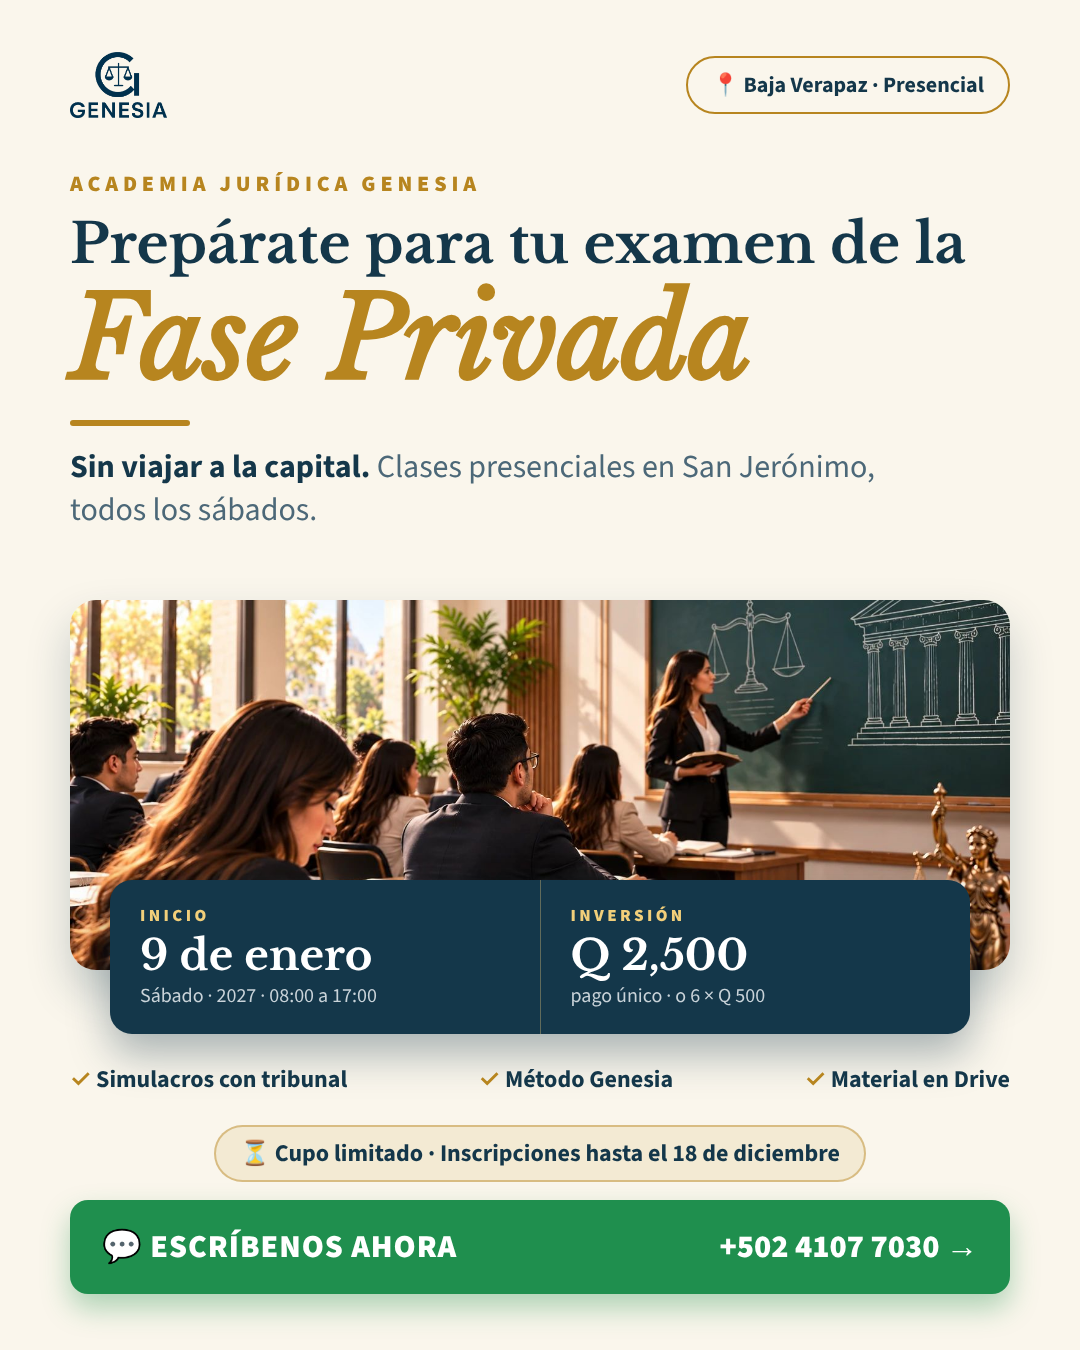 GENESIA
📍 Baja Verapaz · Presencial
ACADEMIA JURÍDICA GENESIA
Prepárate para tu examen de la
Fase Privada
Sin viajar a la capital. Clases presenciales en San Jerónimo,
todos los sábados.
INICIO
9 de enero
Sábado · 2027 · 08:00 a 17:00
INVERSIÓN
Q 2,500
pago único · o 6 × Q 500
✓ Simulacros con tribunal
✓ Método Genesia
✓ Material en Drive
⏳ Cupo limitado · Inscripciones hasta el 18 de diciembre
💬 ESCRÍBENOS AHORA
+502 4107 7030 →